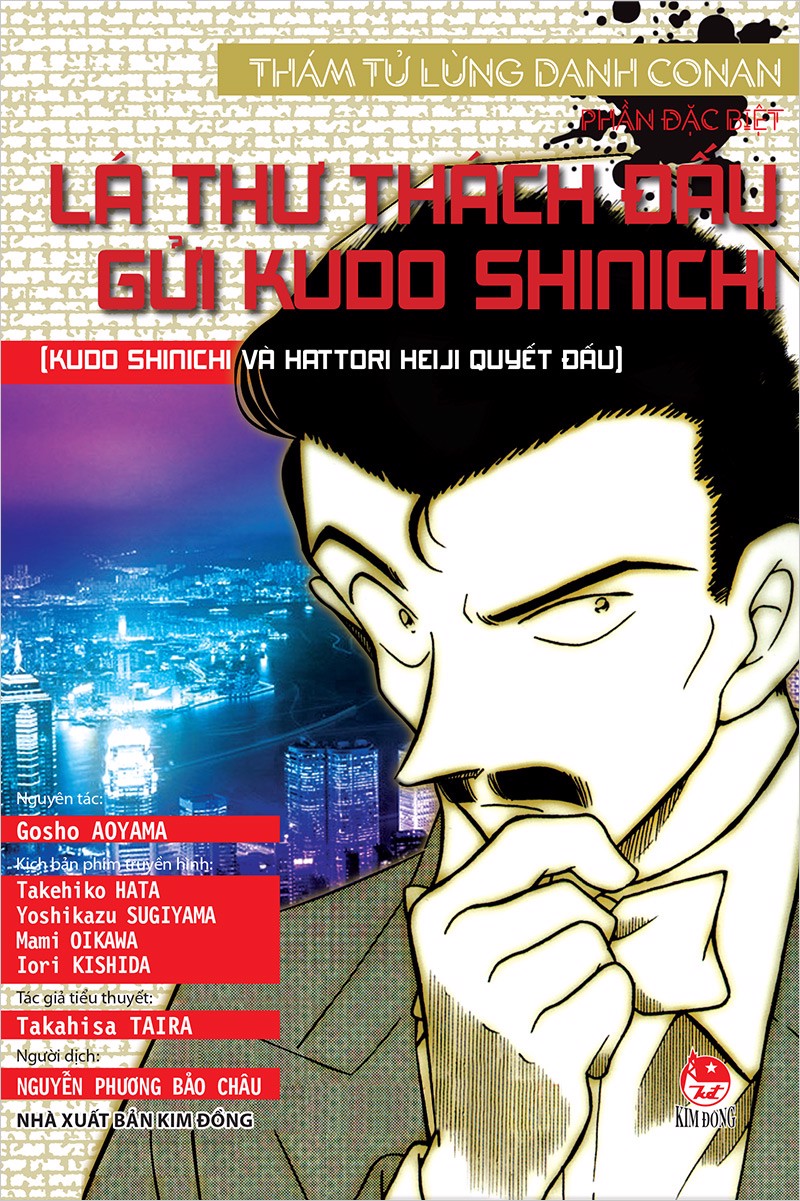 THÁM TỬ LỪNG DANH CONAN
PHẦN ĐẶC BIỆT
LÁ THƯ THÁCH ĐẤU
GỬI KUDO SHINICHI
(KUDO SHINICHI VÀ HATTORI HEIJI QUYẾT ĐẤU)
Nguyên tác:
Gosho AOYAMA
Kịch bản phim truyền hình:
Takehiko HATA
Yoshikazu SUGIYAMA
Mami OIKAWA
Iori KISHIDA
Tác giả tiểu thuyết:
Takahisa TAIRA
Người dịch:
NGUYỄN PHƯƠNG BẢO CHÂU
NHÀ XUẤT BẢN KIM ĐỒNG
Kđ
KIM ĐỒNG